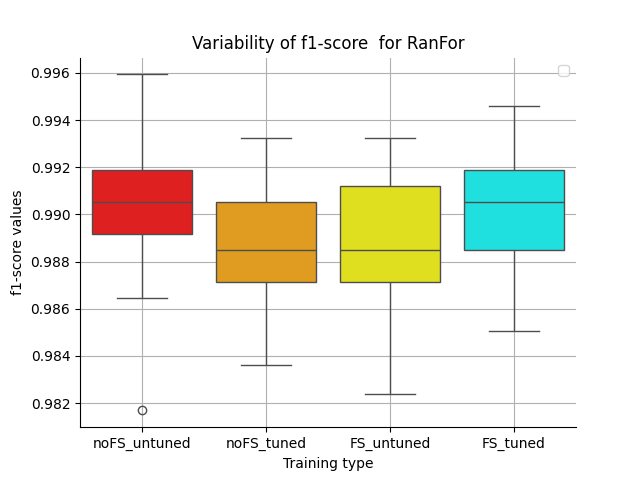 Variability of f1-score  for RanFor
0.996
0.994
0.992
0.990
0.988
0.986
0.984
0.982
f1-score values
noFS_untuned
noFS_tuned
FS_untuned
FS_tuned
Training type